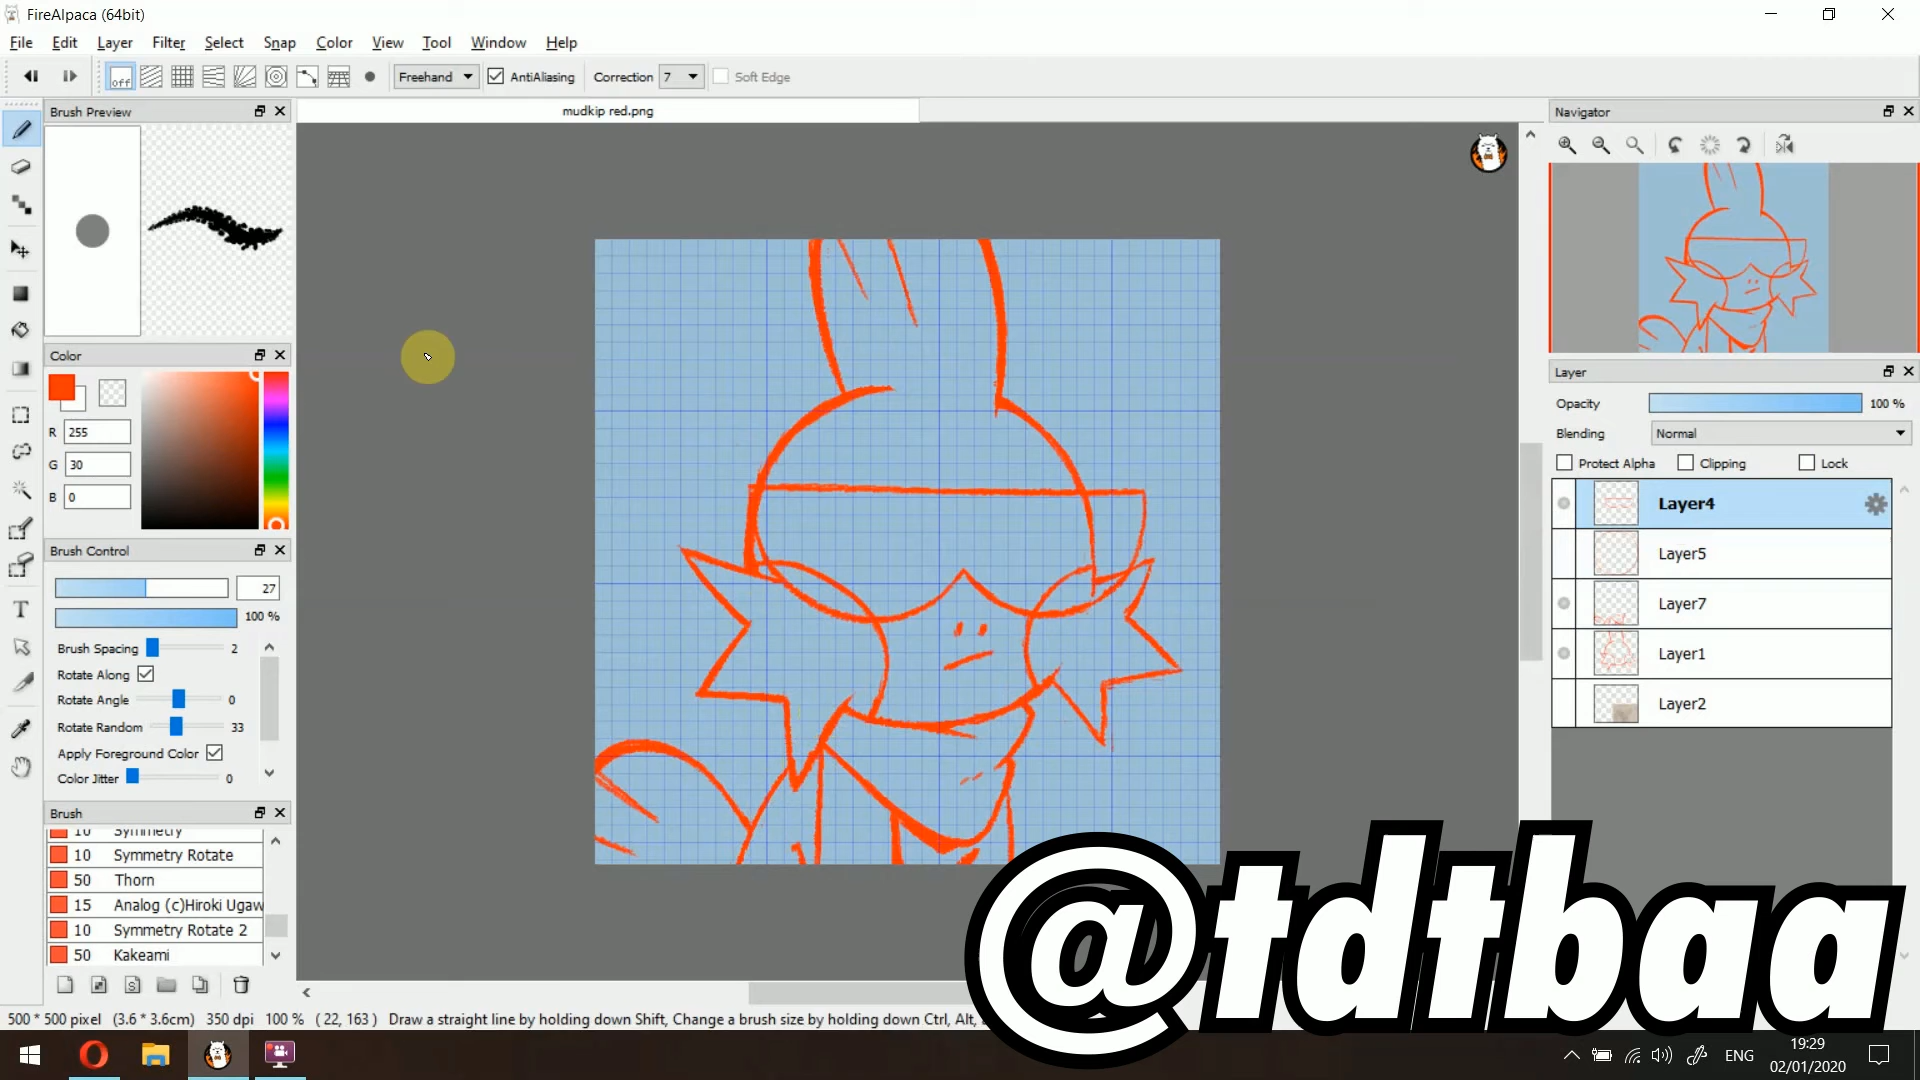 FireAlpaca (64bit)
File Edit Layer Filter Select Snap Color View Tool Window Help
off Freehand AntiAliasing Correction 7 Soft Edge
Brush Preview
mudkip red.png
Navigator
Color
R 255
G 30
B 0
Layer
Opacity 100 %
Blending Normal
Protect Alpha Clipping Lock
Layer4
Layer5
Layer7
Layer1
Layer2
Brush Control
27
100 %
Brush Spacing 2
Rotate Along
Rotate Angle 0
Rotate Random 33
Apply Foreground Color
Color Jitter 0
Brush
10 Symmetry
10 Symmetry Rotate
50 Thorn
15 Analog (c)Hiroki Ugaw
10 Symmetry Rotate 2
50 Kakeami
@tdtbaa
500 * 500 pixel (3.6 * 3.6cm) 350 dpi 100 % ( 22, 163 ) Draw a straight line by holding down Shift, Change a brush size by holding down Ctrl, Alt,
T
ENG
19:29
02/01/2020